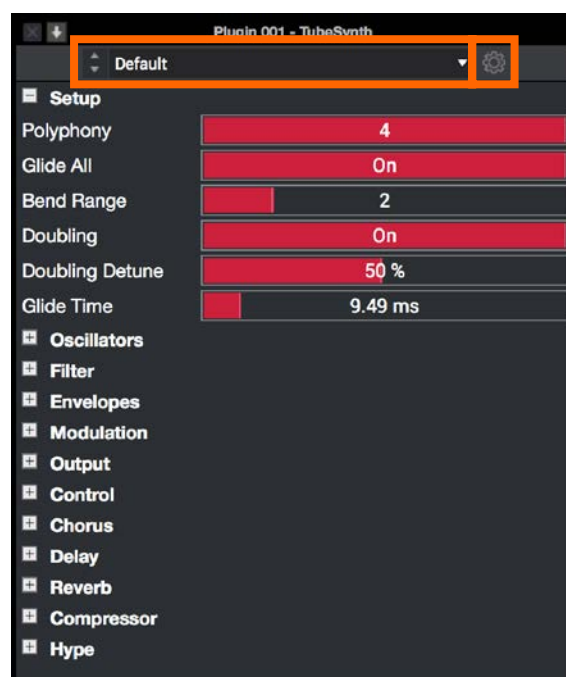 Plugin 001 - TubeSynth
Default
Setup
Polyphony 4
Glide All On
Bend Range 2
Doubling On
Doubling Detune 50 %
Glide Time 9.49 ms
Oscillators
Filter
Envelopes
Modulation
Output
Control
Chorus
Delay
Reverb
Compressor
Hype